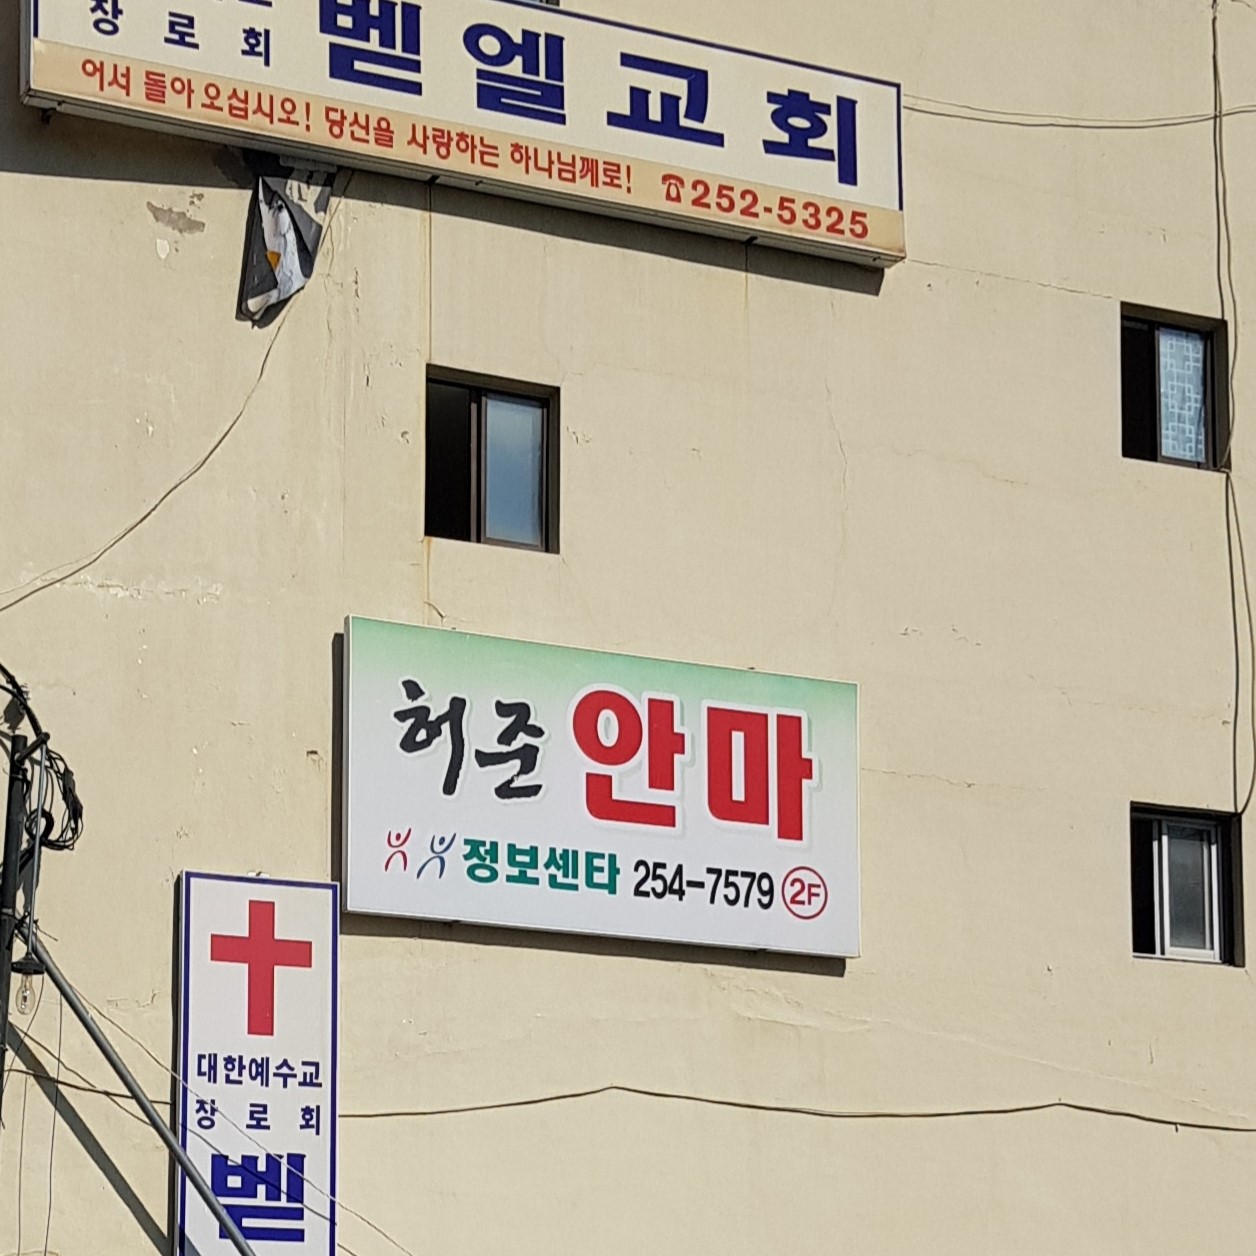 장로회
벧엘교회
어서 돌아오십시오! 당신을 사랑하는 하나님께로! ☎252-5325
허준 안마
정보센타 254-7579 2F
대한예수교
장로회
벧